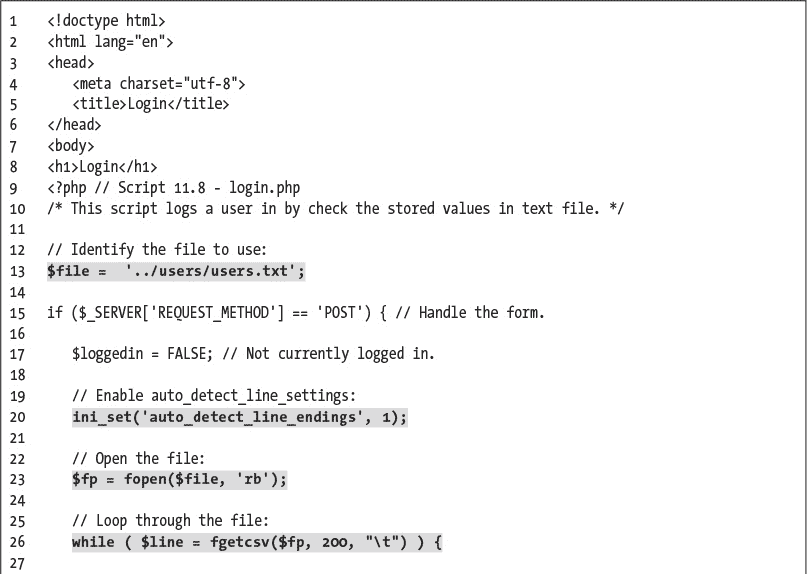 1 <!doctype html>
2 <html lang="en">
3 <head>
4 <meta charset="utf-8">
5 <title>Login</title>
6 </head>
7 <body>
8 <h1>Login</h1>
9 <?php // Script 11.8 - login.php
10 /* This script logs a user in by check the stored values in text file. */
11
12 // Identify the file to use:
13 $file =  '../users/users.txt';
14
15 if ($_SERVER['REQUEST_METHOD'] == 'POST') { // Handle the form.
16
17 $loggedin = FALSE; // Not currently logged in.
18
19 // Enable auto_detect_line_settings:
20 ini_set('auto_detect_line_endings', 1);
21
22 // Open the file:
23 $fp = fopen($file, 'rb');
24
25 // Loop through the file:
26 while ( $line = fgetcsv($fp, 200, "\t") ) {
27